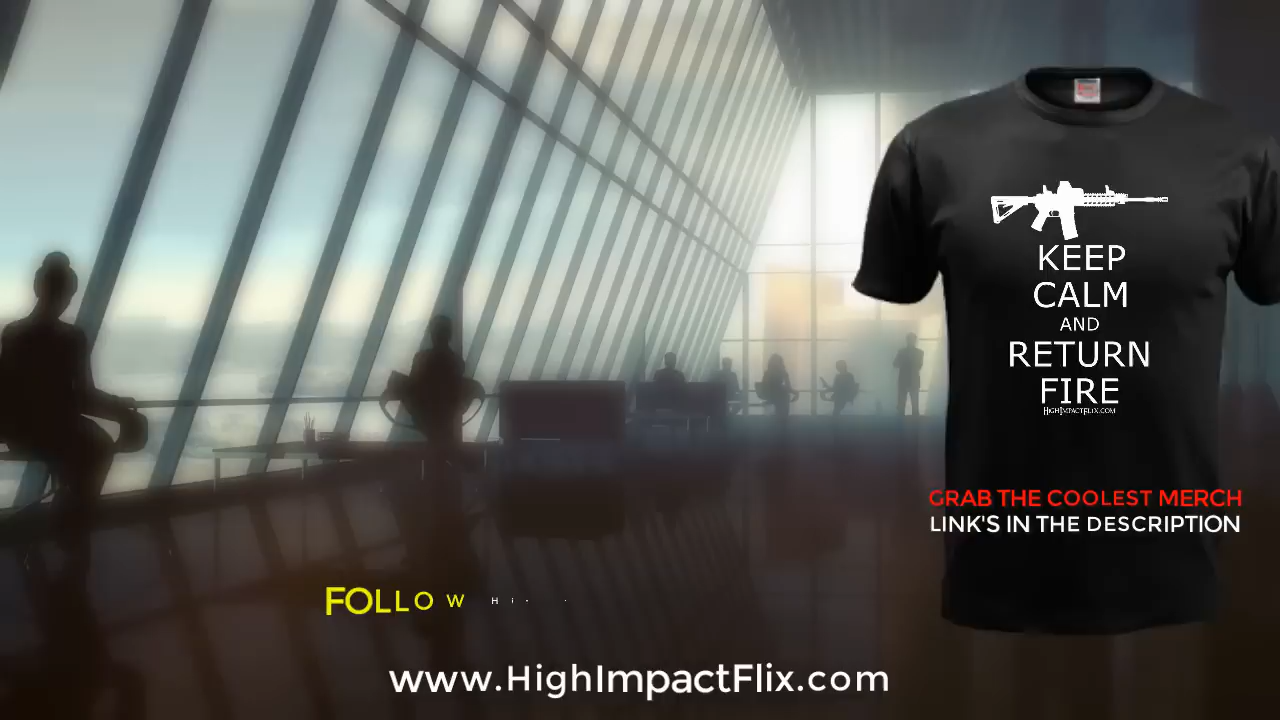 KEEP
CALM
AND
RETURN
FIRE
HIGHIMPACTFLIX.COM
GRAB THE COOLEST MERCH
LINK'S IN THE DESCRIPTION
FOLLOW
www.HighImpactFlix.com